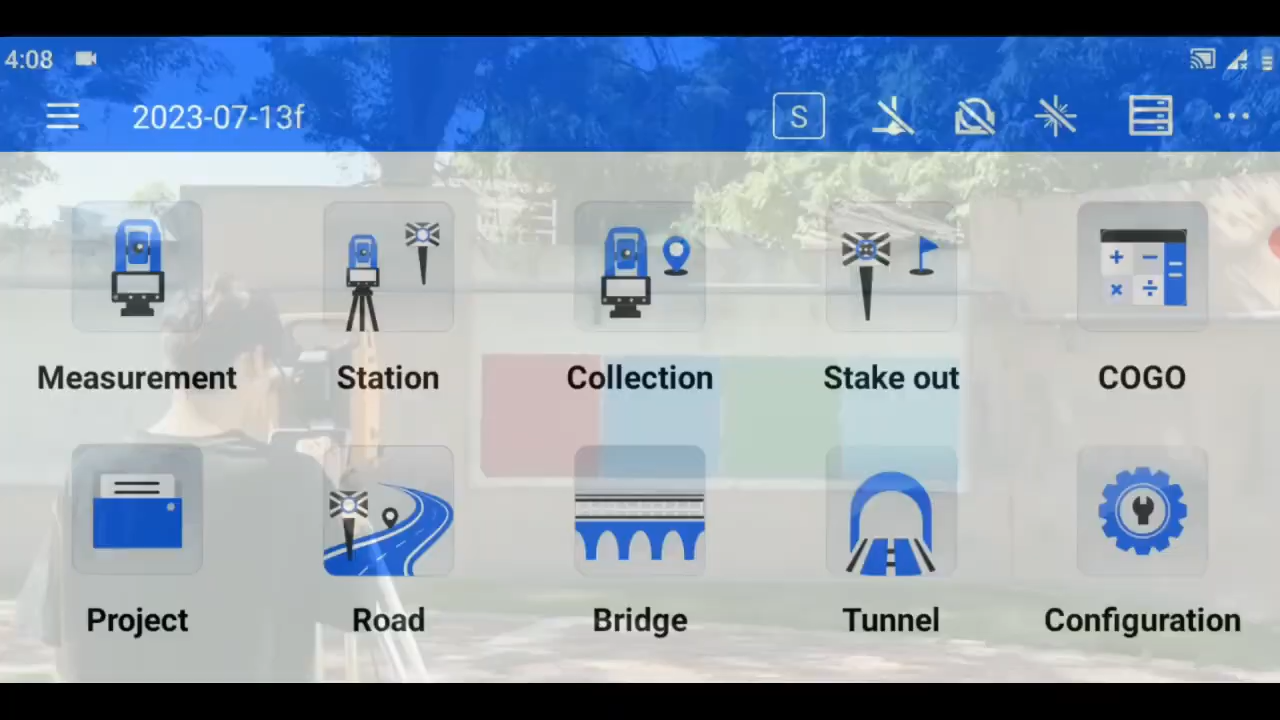 4:08
2023-07-13f
S
Measurement
Station
Collection
Stake out
COGO
Project
Road
Bridge
Tunnel
Configuration